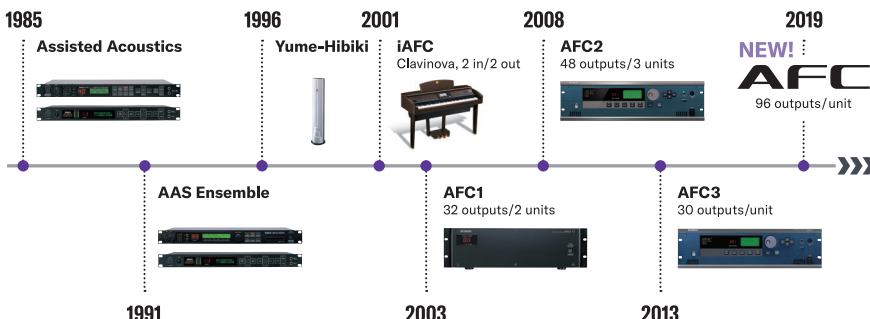 1985
1996
2001
2008
2019
Assisted Acoustics
Yume-Hibiki
iAFC
Clavinova, 2 in/2 out
AFC2
48 outputs/3 units
NEW!
AFC
96 outputs/unit
AAS Ensemble
AFC1
32 outputs/2 units
AFC3
30 outputs/unit
1991
2003
2013